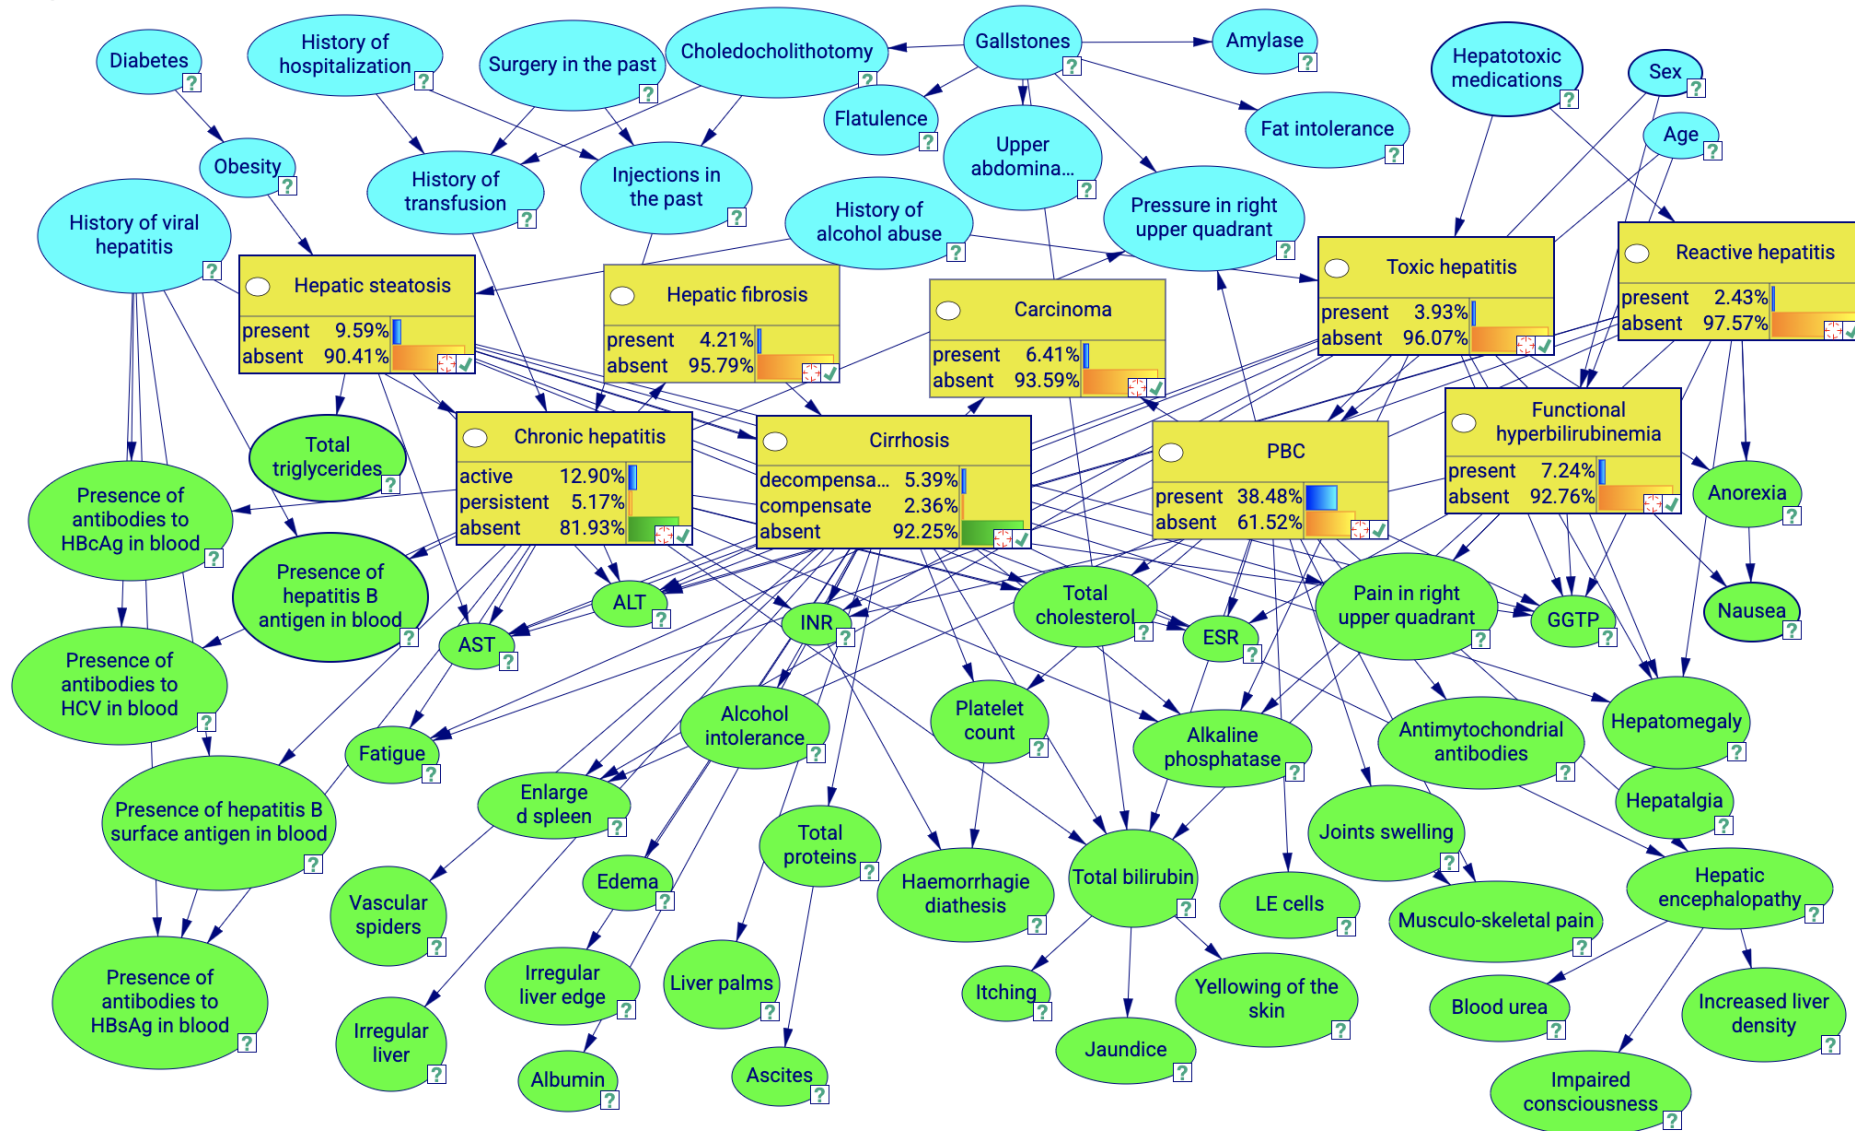 Diabetes
History of
hospitalization
Surgery in the past
Choledocholithotomy
Gallstones
Amylase
Hepatotoxic
medications
Sex
Flatulence
Upper
abdomina...
Fat intolerance
Age
Obesity
History of
transfusion
Injections in
the past
History of
alcohol abuse
Pressure in right
upper quadrant
History of viral
hepatitis
Hepatic steatosis
present 9.59%
absent 90.41%
Hepatic fibrosis
present 4.21%
absent 95.79%
Carcinoma
present 6.41%
absent 93.59%
Toxic hepatitis
present 3.93%
absent 96.07%
Reactive hepatitis
present 2.43%
absent 97.57%
Total
triglycerides
Chronic hepatitis
active 12.90%
persistent 5.17%
absent 81.93%
Cirrhosis
decompensa... 5.39%
compensate 2.36%
absent 92.25%
PBC
present 38.48%
absent 61.52%
Functional
hyperbilirubinemia
present 7.24%
absent 92.76%
Anorexia
Presence of
antibodies to
HBcAg in blood
Presence of
hepatitis B
antigen in blood
ALT
AST
INR
Total
cholesterol
ESR
Pain in right
upper quadrant
GGTP
Nausea
Presence of
antibodies to
HCV in blood
Fatigue
Alcohol
intolerance
Platelet
count
Alkaline
phosphatase
Antimytochondrial
antibodies
Hepatomegaly
Presence of hepatitis B
surface antigen in blood
Enlarge
d spleen
Total
proteins
Joints swelling
Hepatalgia
Vascular
spiders
Edema
Haemorrhagie
diathesis
Total bilirubin
LE cells
Musculo-skeletal pain
Hepatic
encephalopathy
Presence of
antibodies to
HBsAg in blood
Irregular
liver edge
Liver palms
Itching
Yellowing of the
skin
Blood urea
Increased liver
density
Irregular
liver
Albumin
Ascites
Jaundice
Impaired
consciousness